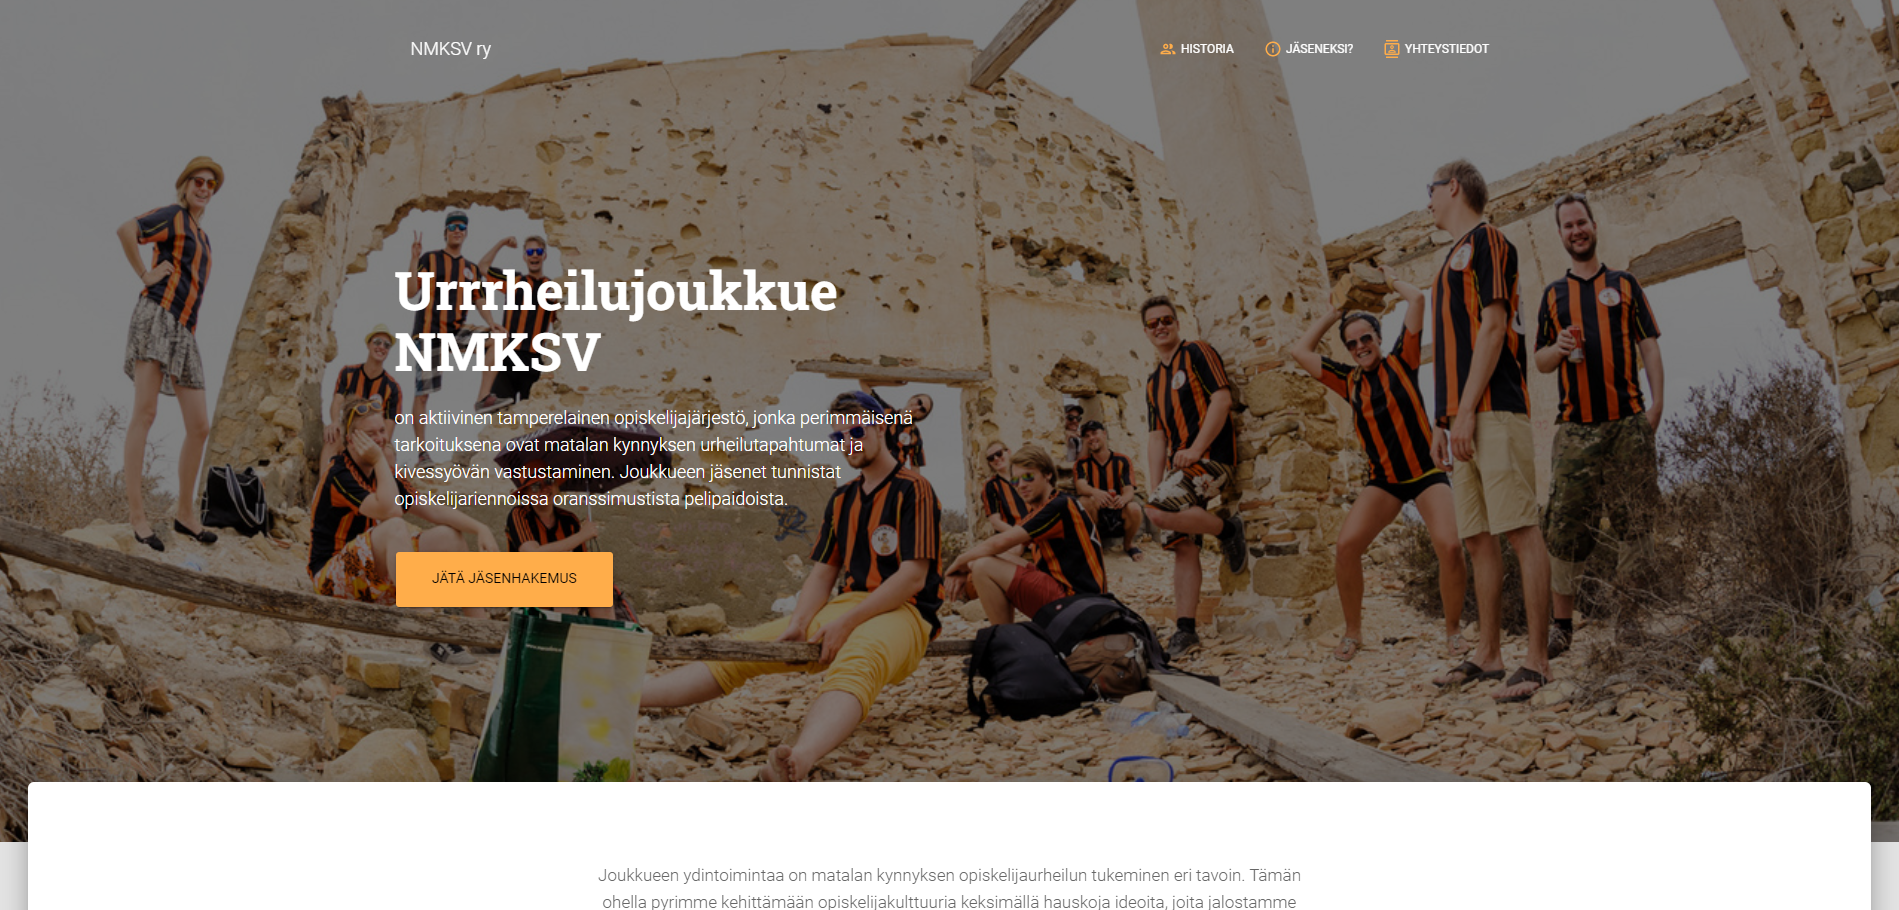 NMKSV ry
HISTORIA
JÄSENEKSI?
YHTEYSTIEDOT
Urrrheilujoukkue
NMKSV
on aktiivinen tamperelainen opiskelijajärjestö, jonka perimmäisenä
tarkoituksena ovat matalan kynnyksen urheilutapahtumat ja
kivessyövän vastustaminen. Joukkueen jäsenet tunnistat
opiskelijariennoissa oranssimustista pelipaidoista.
JÄTÄ JÄSENHAKEMUS
Joukkueen ydintoimintaa on matalan kynnyksen opiskelijaurheilun tukeminen eri tavoin. Tämän
ohella pyrimme kehittämään opiskelijakulttuuria keksimällä hauskoja ideoita, joita jalostamme